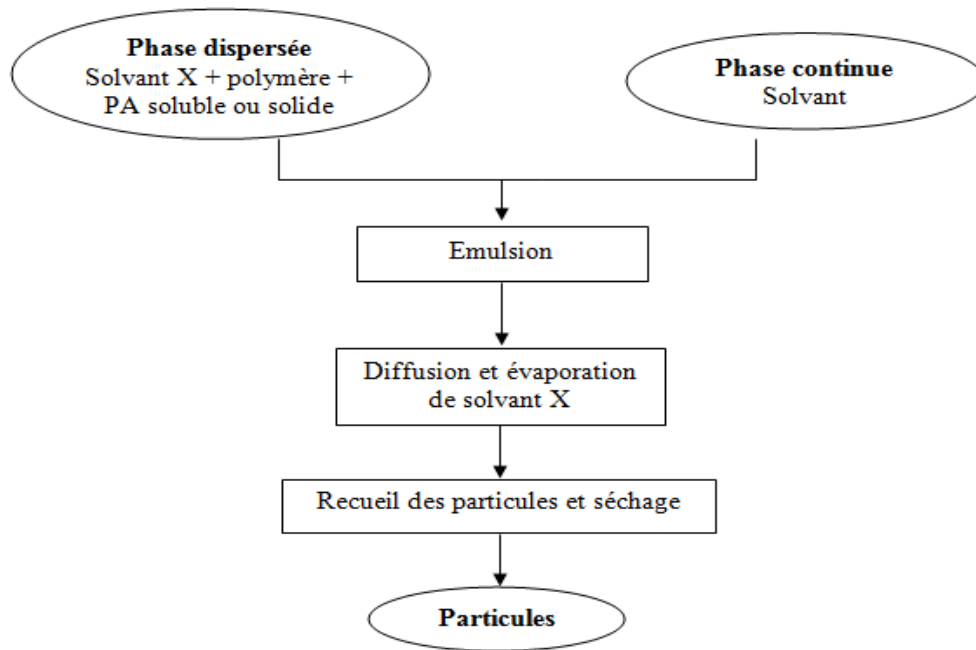 Phase dispersée
Solvant X + polymère +
PA soluble ou solide
Phase continue
Solvant
Emulsion
Diffusion et évaporation
de solvant X
Recueil des particules et séchage
Particules